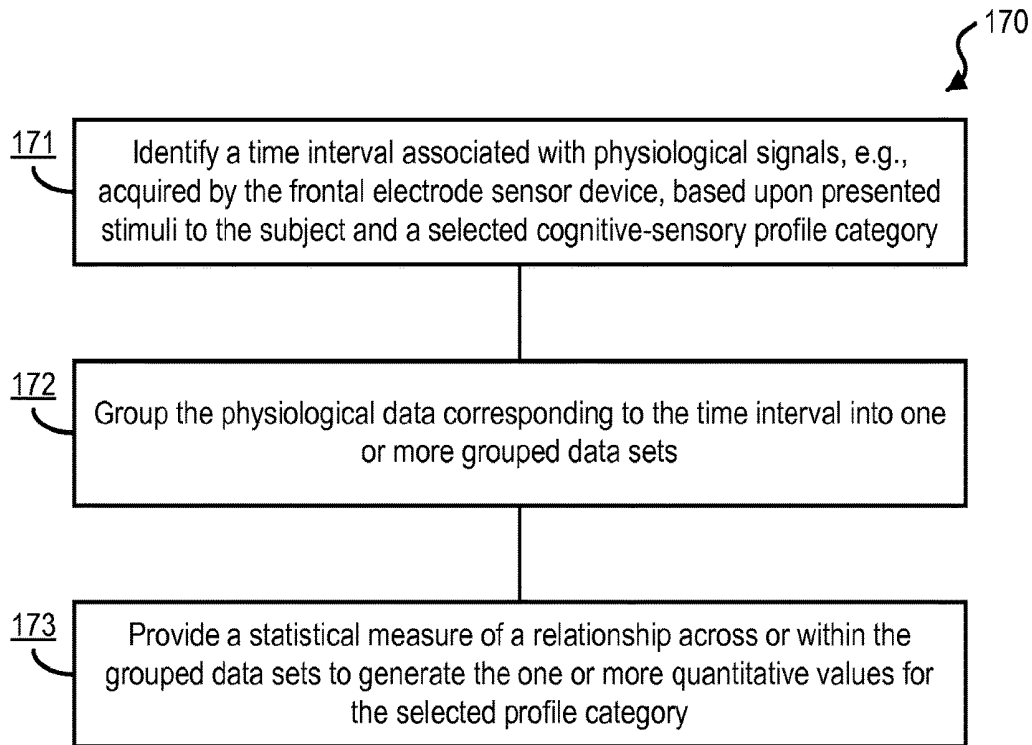 170
171
Identify a time interval associated with physiological signals, e.g.,
acquired by the frontal electrode sensor device, based upon presented
stimuli to the subject and a selected cognitive-sensory profile category
172
Group the physiological data corresponding to the time interval into one
or more grouped data sets
173
Provide a statistical measure of a relationship across or within the
grouped data sets to generate the one or more quantitative values for
the selected profile category